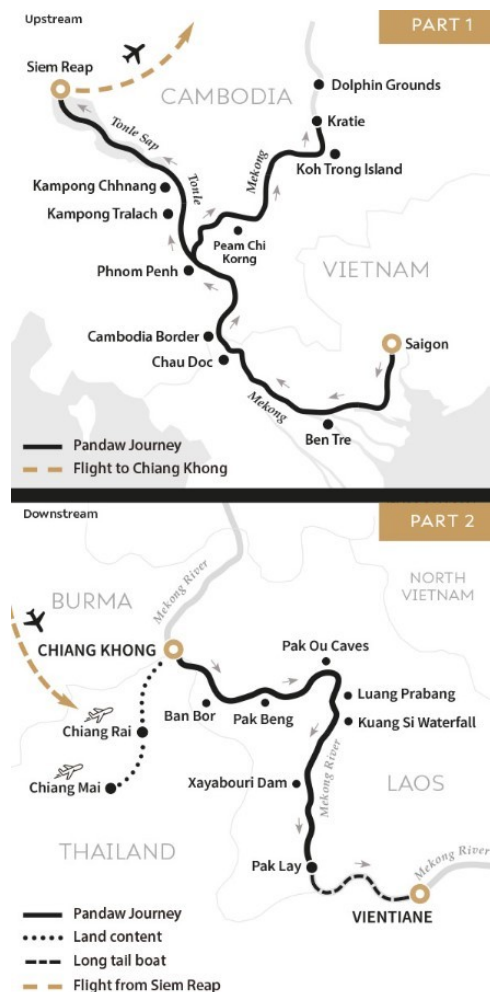 Upstream
PART 1
Siem Reap
CAMBODIA
Dolphin Grounds
Kratie
Tonle Sap
Mekong
Koh Trong Island
Kampong Chhnang
Tonle
Kampong Tralach
Peam Chi
Korng
Phnom Penh
VIETNAM
Cambodia Border
Saigon
Chau Doc
Mekong
Ben Tre
Pandaw Journey
Flight to Chiang Khong
Downstream
PART 2
Mekong River
NORTH
VIETNAM
BURMA
CHIANG KHONG
Pak Ou Caves
Luang Prabang
Ban Bor
Pak Beng
Kuang Si Waterfall
Chiang Rai
Mekong River
Xayabouri Dam
LAOS
Chiang Mai
THAILAND
Pak Lay
Mekong River
VIENTIANE
Pandaw Journey
Land content
Long tail boat
Flight from Siem Reap